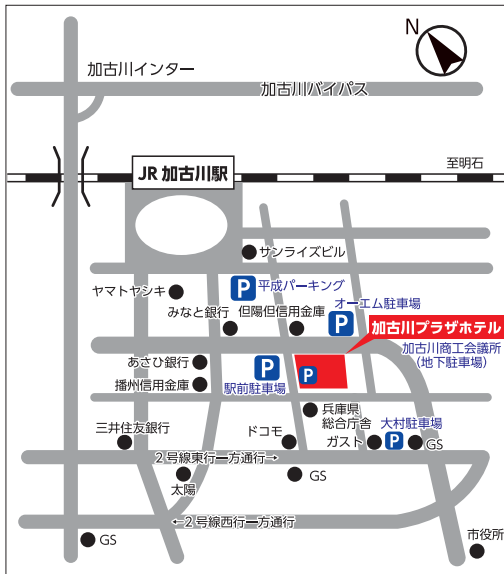 N
加古川インター
加古川バイパス
至明石
JR 加古川駅
サンライズビル
ヤマトヤシキ
P
平成パーキング
オーエム駐車場
みなと銀行
但陽但信用金庫
P
加古川プラザホテル
加古川商工会議所
（地下駐車場）
あさひ銀行
播州信用金庫
P
駅前駐車場
P
兵庫県
総合庁舎
大村駐車場
三井住友銀行
ドコモ
ガスト
P
GS
2号線東行一方通行→
太陽
GS
←2号線西行一方通行
GS
市役所